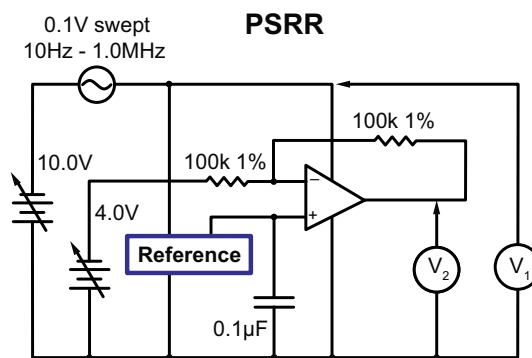 0.1V swept
10Hz - 1.0MHz
PSRR
100k 1%
100k 1%
10.0V
4.0V
−
+
Reference
0.1µF
V2
V1